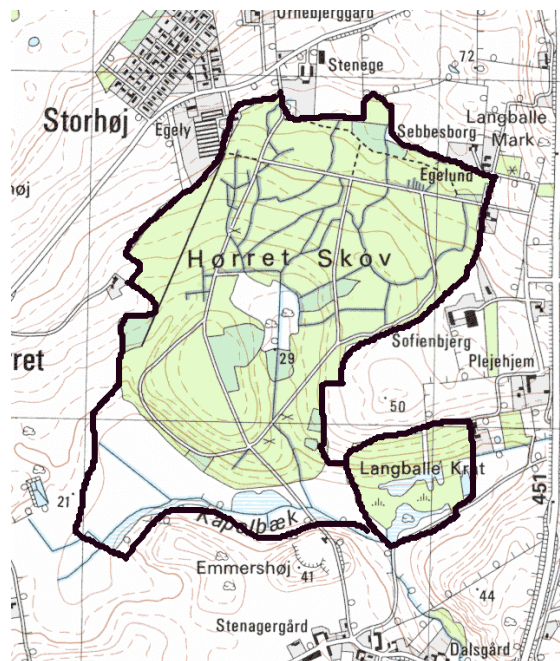 Ørnebjerggård
Stenege
72
Storhøj
Egely
Sebbesborg
Langballe
Mark
Egelund
øj
Hørret Skov
Sofienbjerg
29
Plejehjem
ret
50
Langballe Krat
21
451
Kapelbæk
Emmershøj
41
44
Stenagergård
Dalsgård